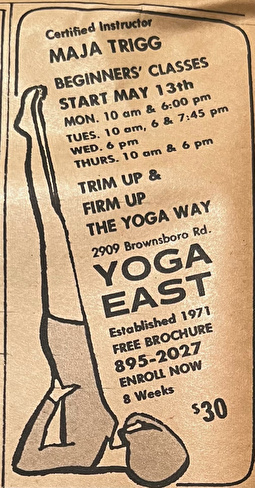 Certified Instructor
MAJA TRIGG
BEGINNERS' CLASSES
START MAY 13th
MON. 10 am & 6:00 pm
TUES. 10 am, 6 & 7:45 pm
WED. 6 pm
THURS. 10 am & 6 pm
TRIM UP &
FIRM UP
THE YOGA WAY
2909 Brownsboro Rd.
YOGA
EAST
Established 1971
FREE BROCHURE
895-2027
ENROLL NOW
8 Weeks
$30